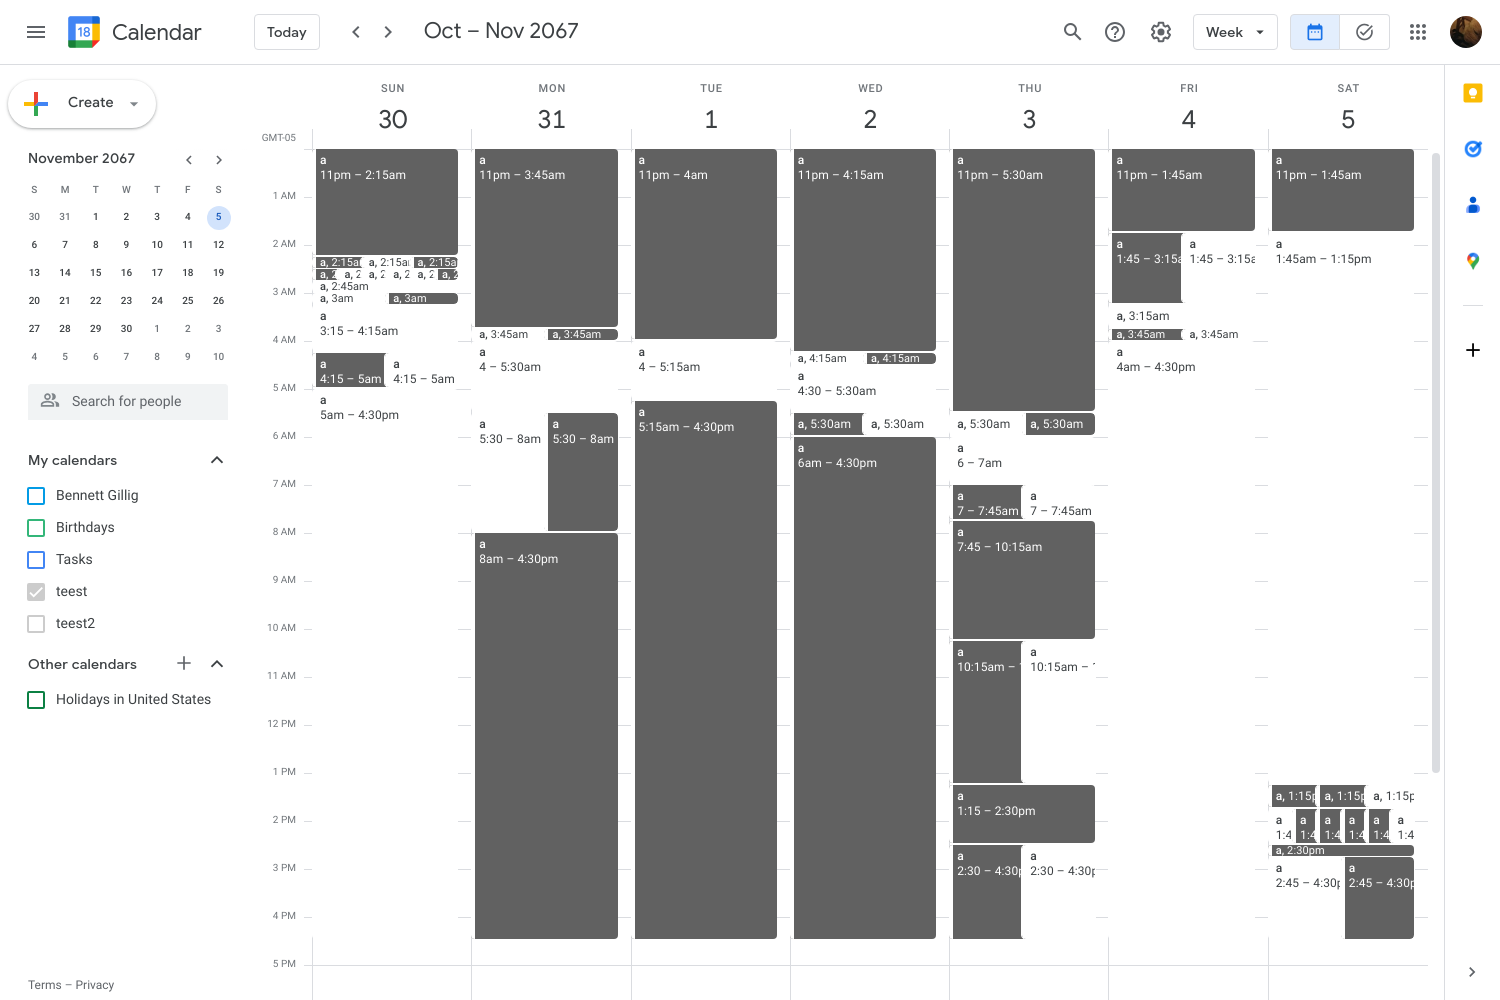 18 Calendar Today Oct – Nov 2067 Week
Create
November 2067
S M T W T F S
30 31 1 2 3 4 5
6 7 8 9 10 11 12
13 14 15 16 17 18 19
20 21 22 23 24 25 26
27 28 29 30 1 2 3
4 5 6 7 8 9 10
Search for people
My calendars
Bennett Gillig
Birthdays
Tasks
teest
teest2
Other calendars
Holidays in United States
Terms – Privacy
GMT-05
1 AM
2 AM
3 AM
4 AM
5 AM
6 AM
7 AM
8 AM
9 AM
10 AM
11 AM
12 PM
1 PM
2 PM
3 PM
4 PM
5 PM
SUN
30
a
11pm – 2:15am
a, 2:15am a, 2:15am a, 2:15am
a, 2 a, 2 a, 2 a, 2 a, 2 a, 2
a, 2:45am
a, 3am a, 3am
a
3:15 – 4:15am
a a
4:15 – 5am 4:15 – 5am
a
5am – 4:30pm
MON
31
a
11pm – 3:45am
a, 3:45am a, 3:45am
a
4 – 5:30am
a a
5:30 – 8am 5:30 – 8am
a
8am – 4:30pm
TUE
1
a
11pm – 4am
a
4 – 5:15am
a
5:15am – 4:30pm
WED
2
a
11pm – 4:15am
a, 4:15am a, 4:15am
a
4:30 – 5:30am
a, 5:30am a, 5:30am
a
6am – 4:30pm
THU
3
a
11pm – 5:30am
a, 5:30am a, 5:30am
a
6 – 7am
a a
7 – 7:45am 7 – 7:45am
a
7:45 – 10:15am
a a
10:15am – 10:15am –
a
1:15 – 2:30pm
a a
2:30 – 4:30p 2:30 – 4:30p
FRI
4
a
11pm – 1:45am
a a
1:45 – 3:15a 1:45 – 3:15a
a, 3:15am
a, 3:45am a, 3:45am
a
4am – 4:30pm
SAT
5
a
11pm – 1:45am
a
1:45am – 1:15pm
a, 1:15p a, 1:15p a, 1:15p
a a a a a a
1:4 1:4 1:4 1:4 1:4 1:4
a, 2:30pm
a a
2:45 – 4:30p 2:45 – 4:30p